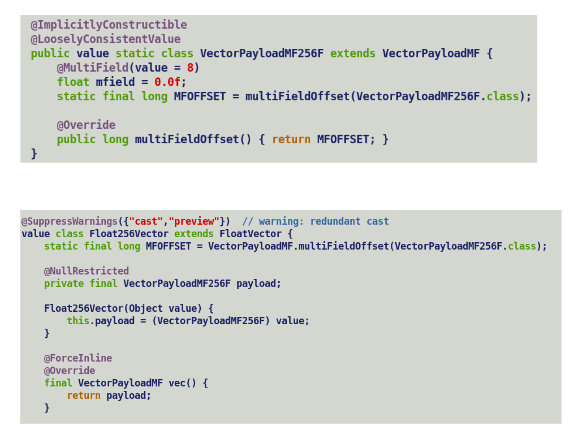 @ImplicitlyConstructible
@LooselyConsistentValue
public value static class VectorPayloadMF256F extends VectorPayloadMF {
    @MultiField(value = 8)
    float mfield = 0.0f;
    static final long MFOFFSET = multiFieldOffset(VectorPayloadMF256F.class);

    @Override
    public long multiFieldOffset() { return MFOFFSET; }
}

@SuppressWarnings({"cast","preview"})  // warning: redundant cast
value class Float256Vector extends FloatVector {
    static final long MFOFFSET = VectorPayloadMF.multiFieldOffset(VectorPayloadMF256F.class);

    @NullRestricted
    private final VectorPayloadMF256F payload;

    Float256Vector(Object value) {
        this.payload = (VectorPayloadMF256F) value;
    }

    @ForceInline
    @Override
    final VectorPayloadMF vec() {
        return payload;
    }